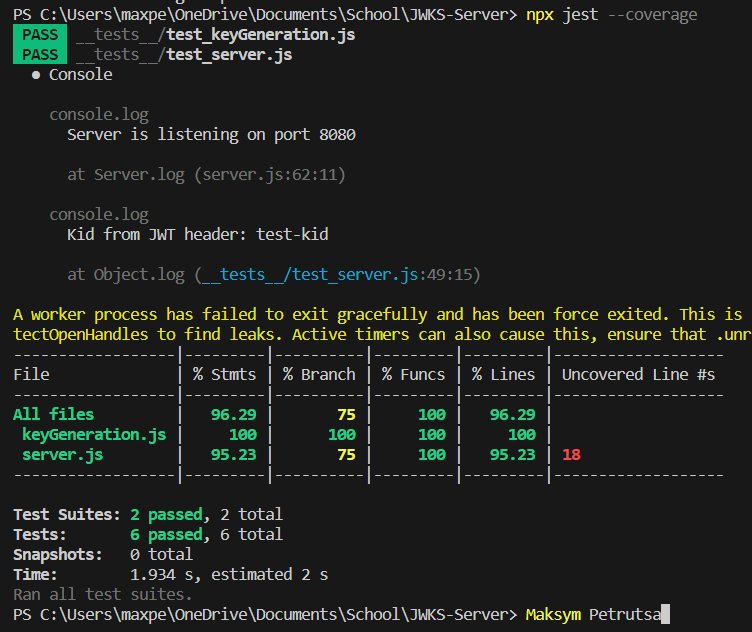 PS C:\Users\maxpe\OneDrive\Documents\School\JWKS-Server> npx jest --coverage
PASS __tests__/test_keyGeneration.js
PASS __tests__/test_server.js
● Console
console.log
Server is listening on port 8080
at Server.log (server.js:62:11)
console.log
Kid from JWT header: test-kid
at Object.log (__tests__/test_server.js:49:15)
A worker process has failed to exit gracefully and has been force exited. This is
tectOpenHandles to find leaks. Active timers can also cause this, ensure that .unr
------------------|---------|----------|---------|---------|-------------------
File              | % Stmts | % Branch | % Funcs | % Lines | Uncovered Line #s
------------------|---------|----------|---------|---------|-------------------
All files         |   96.29 |       75 |     100 |   96.29 |
keyGeneration.js |     100 |      100 |     100 |     100 |
server.js        |   95.23 |       75 |     100 |   95.23 | 18
------------------|---------|----------|---------|---------|-------------------
Test Suites: 2 passed, 2 total
Tests:       6 passed, 6 total
Snapshots:   0 total
Time:        1.934 s, estimated 2 s
Ran all test suites.
PS C:\Users\maxpe\OneDrive\Documents\School\JWKS-Server> Maksym Petrutsa